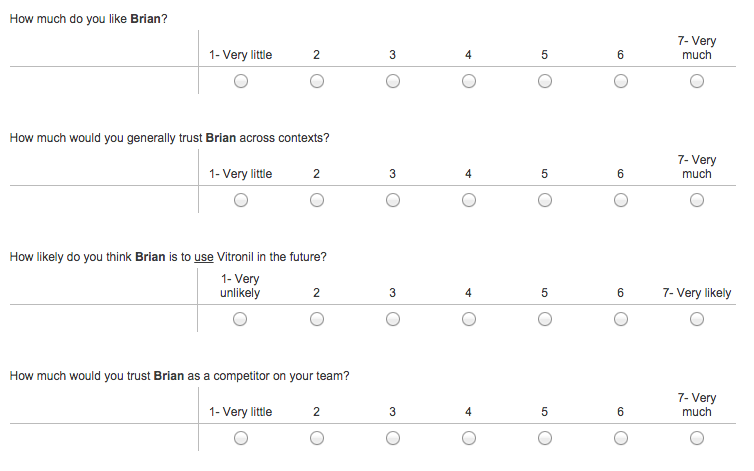 How much do you like Brian?
1- Very little 2 3 4 5 6 7- Very much
How much would you generally trust Brian across contexts?
1- Very little 2 3 4 5 6 7- Very much
How likely do you think Brian is to use Vitronil in the future?
1- Very unlikely 2 3 4 5 6 7- Very likely
How much would you trust Brian as a competitor on your team?
1- Very little 2 3 4 5 6 7- Very much